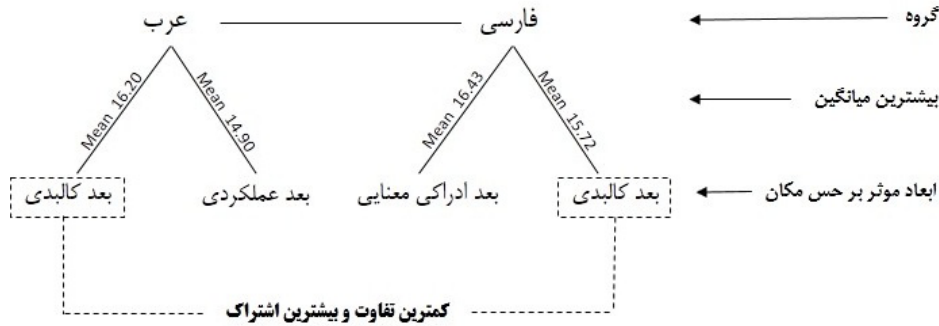 گروه فارسی عرب
بیشترین میانگین Mean 15.72 Mean 16.43 Mean 14.90 Mean 16.20
ابعاد موثر بر حس مکان بعد کالبدی بعد ادراکی معنایی بعد عملکردی بعد کالبدی
کمترین تفاوت و بیشترین اشتراک